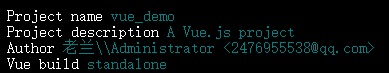 Project name vue_demo
Project description A Vue.js project
Author 老兰\\Administrator <2476955538@qq.com>
Vue build standalone